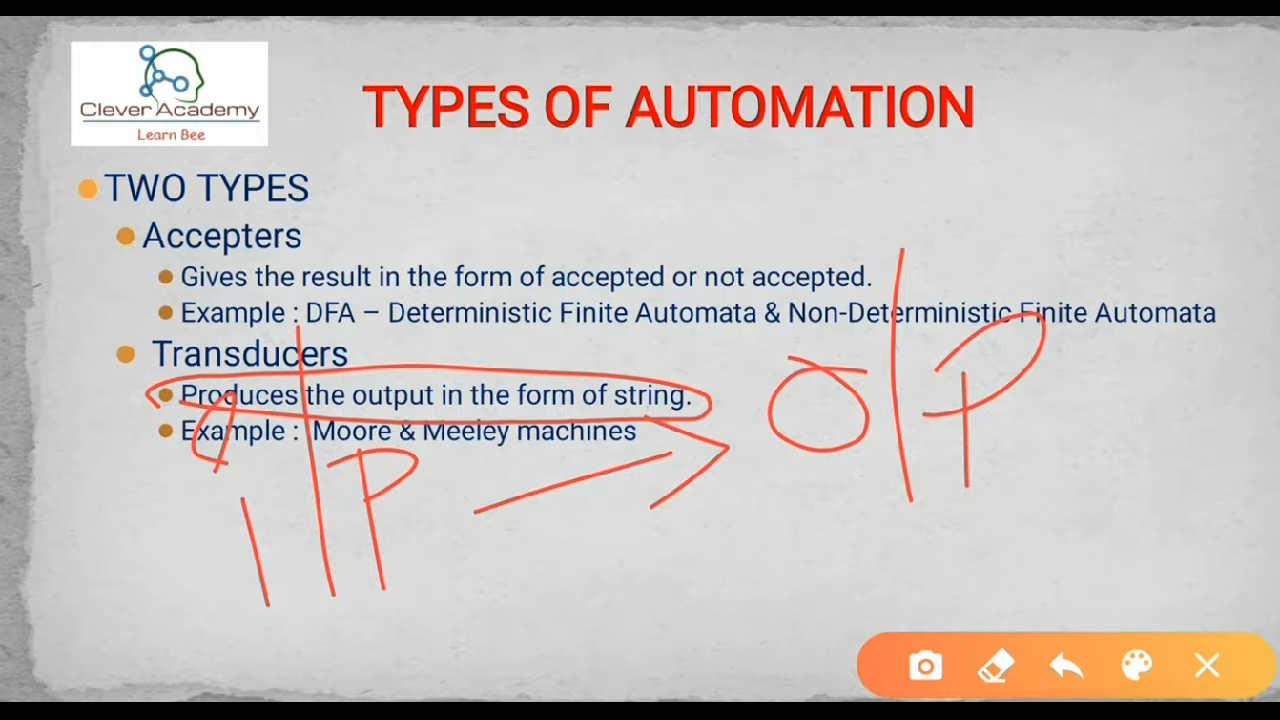 Clever Academy
Learn Bee
TYPES OF AUTOMATION
TWO TYPES
Accepters
Gives the result in the form of accepted or not accepted.
Example : DFA – Deterministic Finite Automata & Non-Deterministic Finite Automata
Transducers
Produces the output in the form of string.
Example : Moore & Meeley machines
I/P
O/P